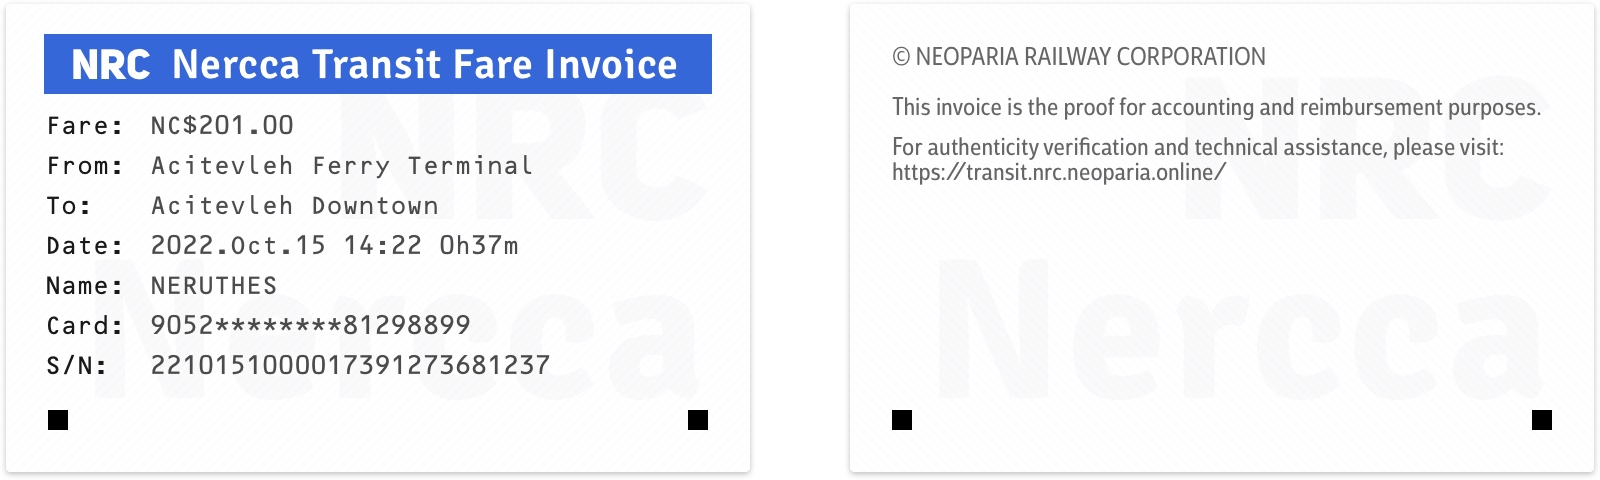 NRC Nercca Transit Fare Invoice
Fare: NC$201.00
From: Acitevleh Ferry Terminal
To: Acitevleh Downtown
Date: 2022.Oct.15 14:22 0h37m
Name: NERUTHES
Card: 9052********81298899
S/N: 2210151000017391273681237
NRC
Nercca
© NEOPARIA RAILWAY CORPORATION
This invoice is the proof for accounting and reimbursement purposes.
For authenticity verification and technical assistance, please visit:
https://transit.nrc.neoparia.online/
NRC
Nercca